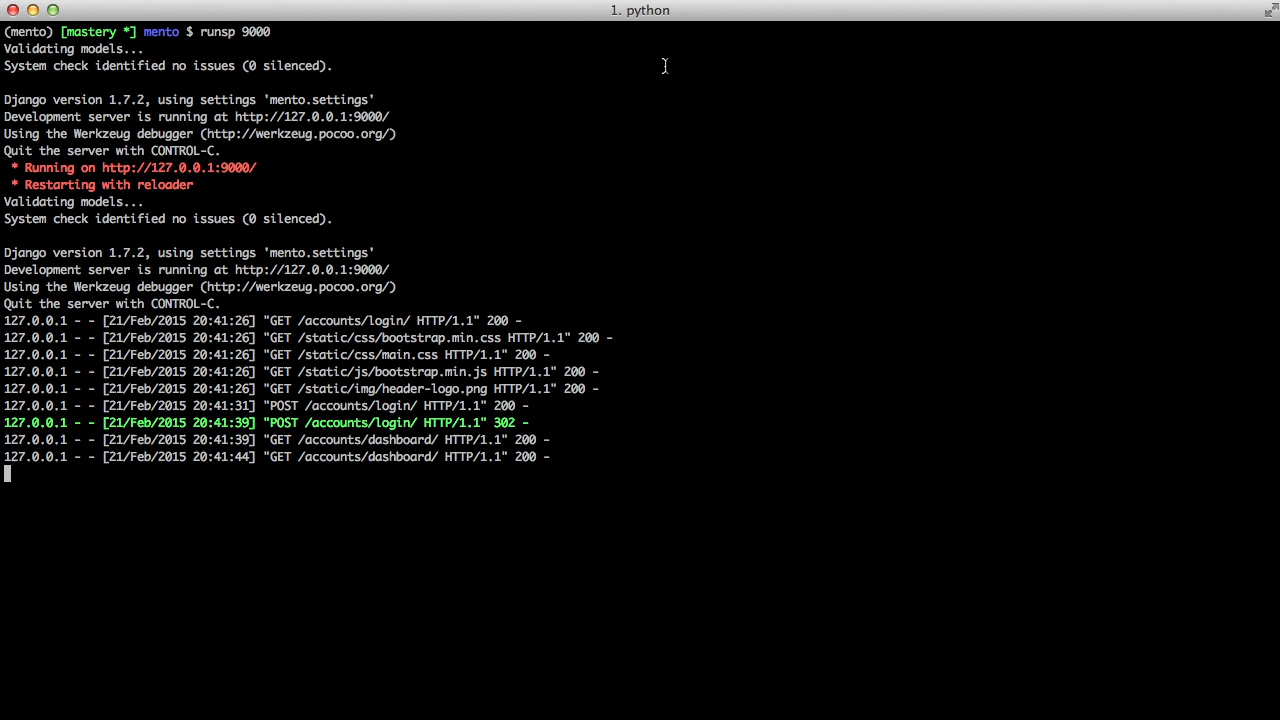 1. python
(mento) [mastery *] mento $ runsp 9000
Validating models...
System check identified no issues (0 silenced).
Django version 1.7.2, using settings 'mento.settings'
Development server is running at http://127.0.0.1:9000/
Using the Werkzeug debugger (http://werkzeug.pocoo.org/)
Quit the server with CONTROL-C.
* Running on http://127.0.0.1:9000/
* Restarting with reloader
Validating models...
System check identified no issues (0 silenced).
Django version 1.7.2, using settings 'mento.settings'
Development server is running at http://127.0.0.1:9000/
Using the Werkzeug debugger (http://werkzeug.pocoo.org/)
Quit the server with CONTROL-C.
127.0.0.1 - - [21/Feb/2015 20:41:26] "GET /accounts/login/ HTTP/1.1" 200 -
127.0.0.1 - - [21/Feb/2015 20:41:26] "GET /static/css/bootstrap.min.css HTTP/1.1" 200 -
127.0.0.1 - - [21/Feb/2015 20:41:26] "GET /static/css/main.css HTTP/1.1" 200 -
127.0.0.1 - - [21/Feb/2015 20:41:26] "GET /static/js/bootstrap.min.js HTTP/1.1" 200 -
127.0.0.1 - - [21/Feb/2015 20:41:26] "GET /static/img/header-logo.png HTTP/1.1" 200 -
127.0.0.1 - - [21/Feb/2015 20:41:31] "POST /accounts/login/ HTTP/1.1" 200 -
127.0.0.1 - - [21/Feb/2015 20:41:39] "POST /accounts/login/ HTTP/1.1" 302 -
127.0.0.1 - - [21/Feb/2015 20:41:39] "GET /accounts/dashboard/ HTTP/1.1" 200 -
127.0.0.1 - - [21/Feb/2015 20:41:44] "GET /accounts/dashboard/ HTTP/1.1" 200 -